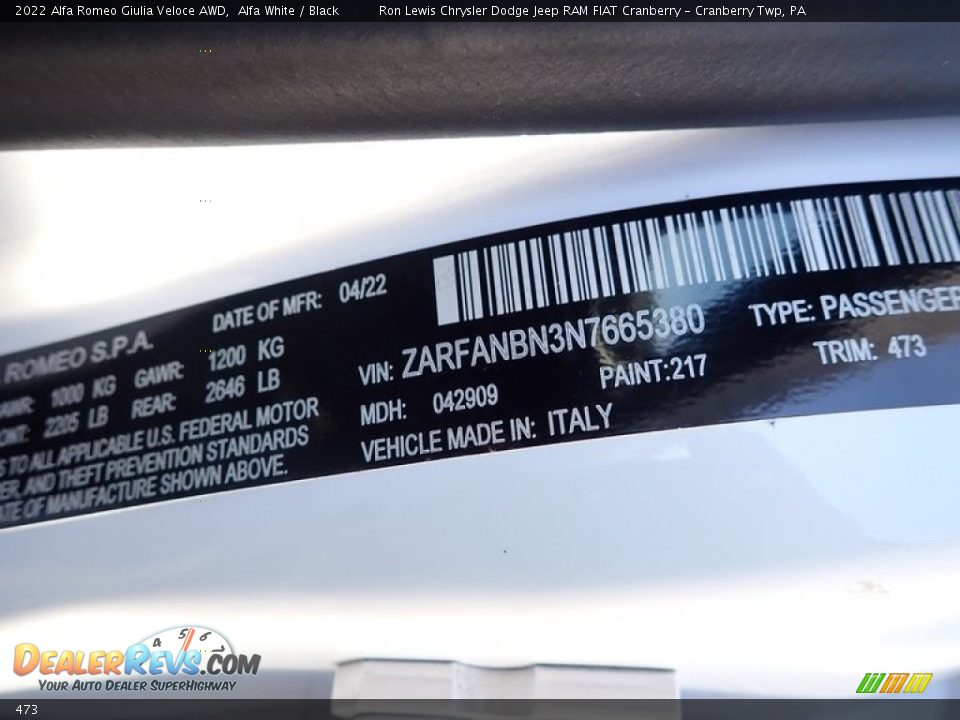 2022 Alfa Romeo Giulia Veloce AWD, Alfa White / Black Ron Lewis Chrysler Dodge Jeep RAM FIAT Cranberry - Cranberry Twp, PA
ROMEO S.P.A. DATE OF MFR: 04/22
1000 KG GAWR: 1200 KG
2205 LB REAR: 2646 LB
TO ALL APPLICABLE U.S. FEDERAL MOTOR
AND THEFT PREVENTION STANDARDS
OF MANUFACTURE SHOWN ABOVE.
VIN: ZARFANBN3N7665380 TYPE: PASSENGER
MDH: 042909 PAINT:217 TRIM: 473
VEHICLE MADE IN: ITALY
4 5 6
DEALERREVS.COM
YOUR AUTO DEALER SUPERHIGHWAY
473